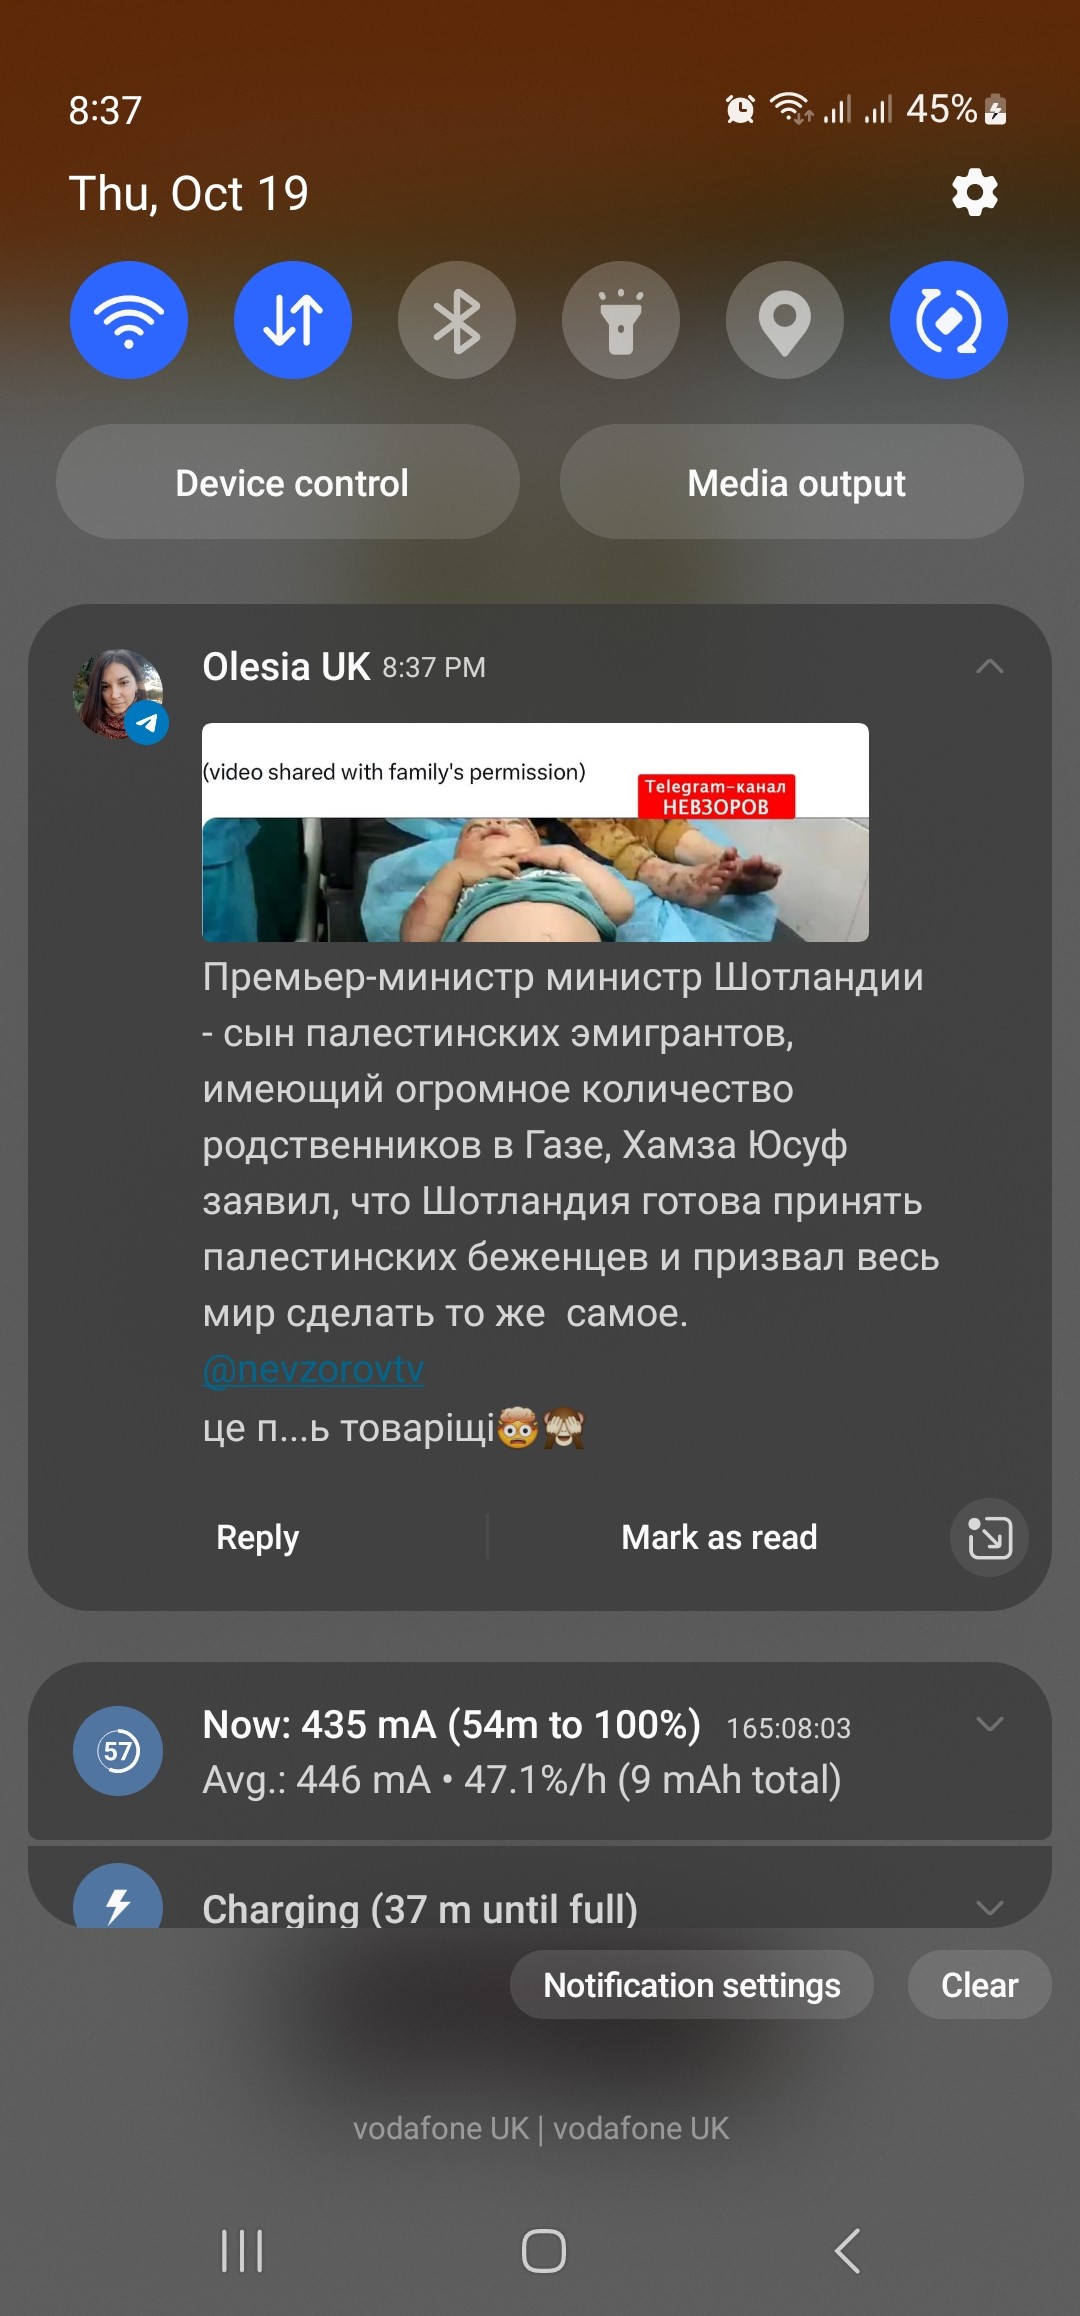 8:37
45%
Thu, Oct 19
Device control
Media output
Olesia UK 8:37 PM
(video shared with family's permission)
Telegram-канал
НЕВЗОРОВ
Премьер-министр министр Шотландии
- сын палестинских эмигрантов,
имеющий огромное количество
родственников в Газе, Хамза Юсуф
заявил, что Шотландия готова принять
палестинских беженцев и призвал весь
мир сделать то же  самое.
@nevzorovtv
це п...ь товаріщі🤯🙈
Reply
Mark as read
57
Now: 435 mA (54m to 100%) 165:08:03
Avg.: 446 mA • 47.1%/h (9 mAh total)
Charging (37 m until full)
Notification settings
Clear
vodafone UK | vodafone UK